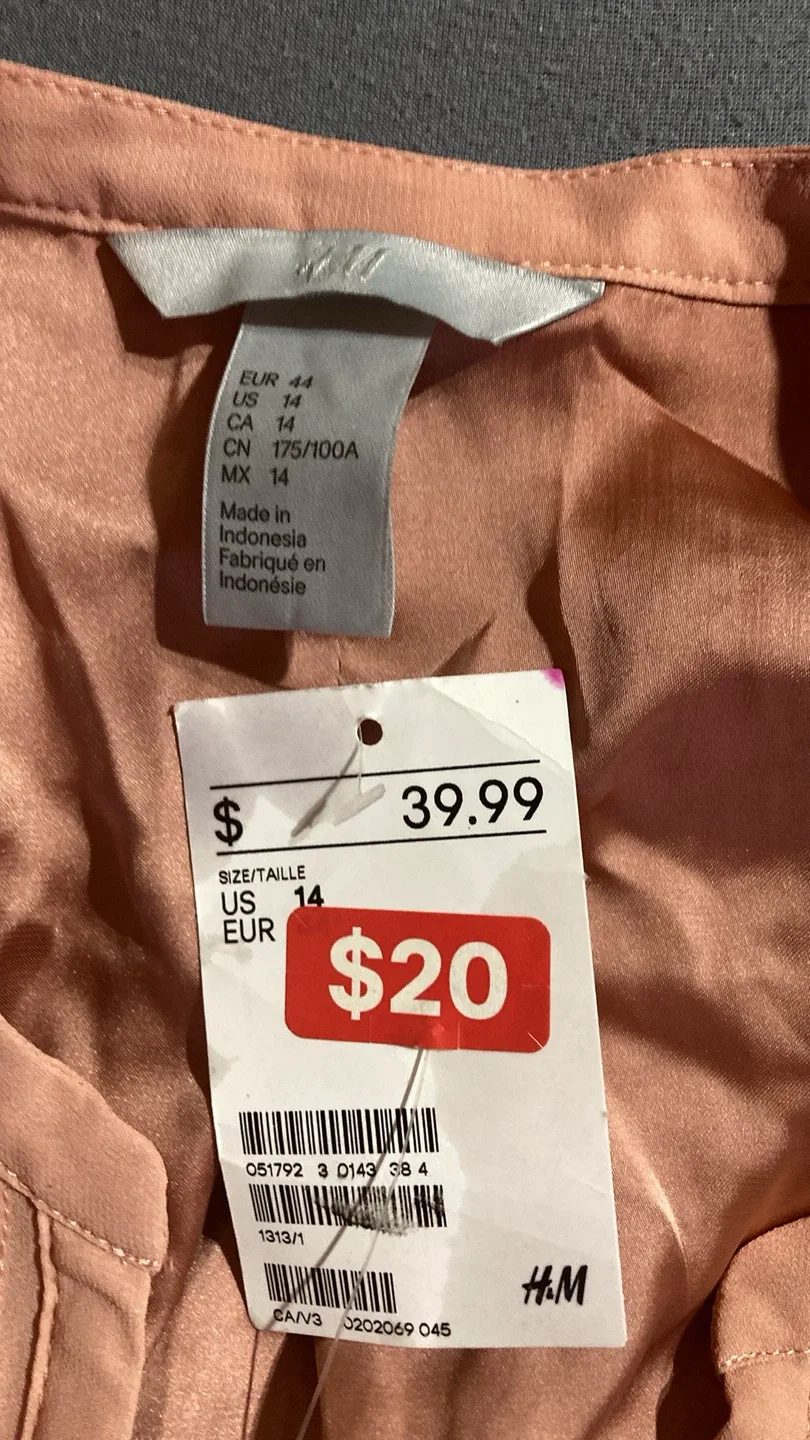 H&M
EUR 44
US 14
CA 14
CN 175/100A
MX 14
Made in
Indonesia
Fabriqué en
Indonésie
$ 39.99
SIZE/TAILLE
US 14
EUR
$20
051792 3 0143 38 4
1313/1
H&M
CA/V3 0202069 045